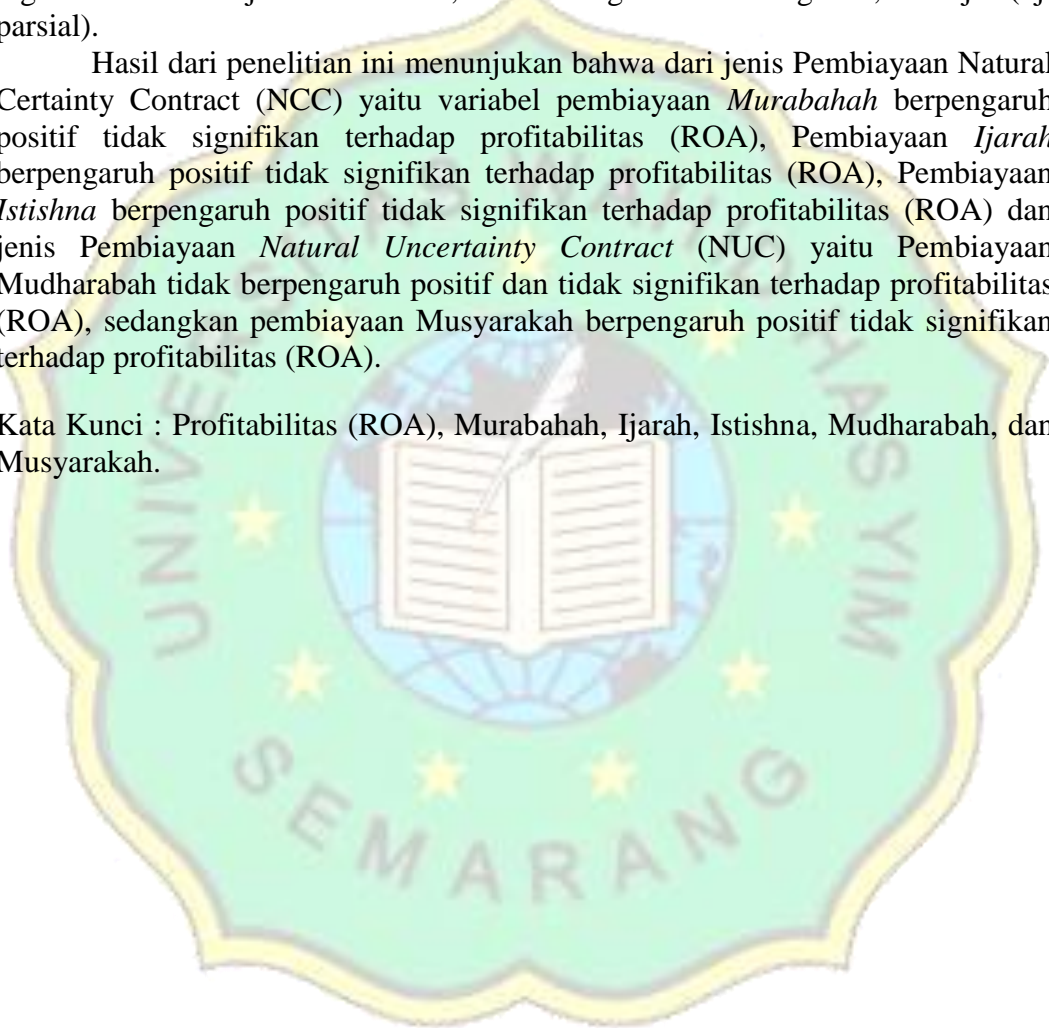 parsial).
Hasil dari penelitian ini menunjukan bahwa dari jenis Pembiayaan Natural
Certainty Contract (NCC) yaitu variabel pembiayaan Murabahah berpengaruh
positif tidak signifikan terhadap profitabilitas (ROA), Pembiayaan Ijarah
berpengaruh positif tidak signifikan terhadap profitabilitas (ROA), Pembiayaan
Istishna berpengaruh positif tidak signifikan terhadap profitabilitas (ROA) dan
jenis Pembiayaan Natural Uncertainty Contract (NUC) yaitu Pembiayaan
Mudharabah tidak berpengaruh positif dan tidak signifikan terhadap profitabilitas
(ROA), sedangkan pembiayaan Musyarakah berpengaruh positif tidak signifikan
terhadap profitabilitas (ROA).
Kata Kunci : Profitabilitas (ROA), Murabahah, Ijarah, Istishna, Mudharabah, dan
Musyarakah.
UNIVERSITAS WAHID HASYIM
SEMARANG